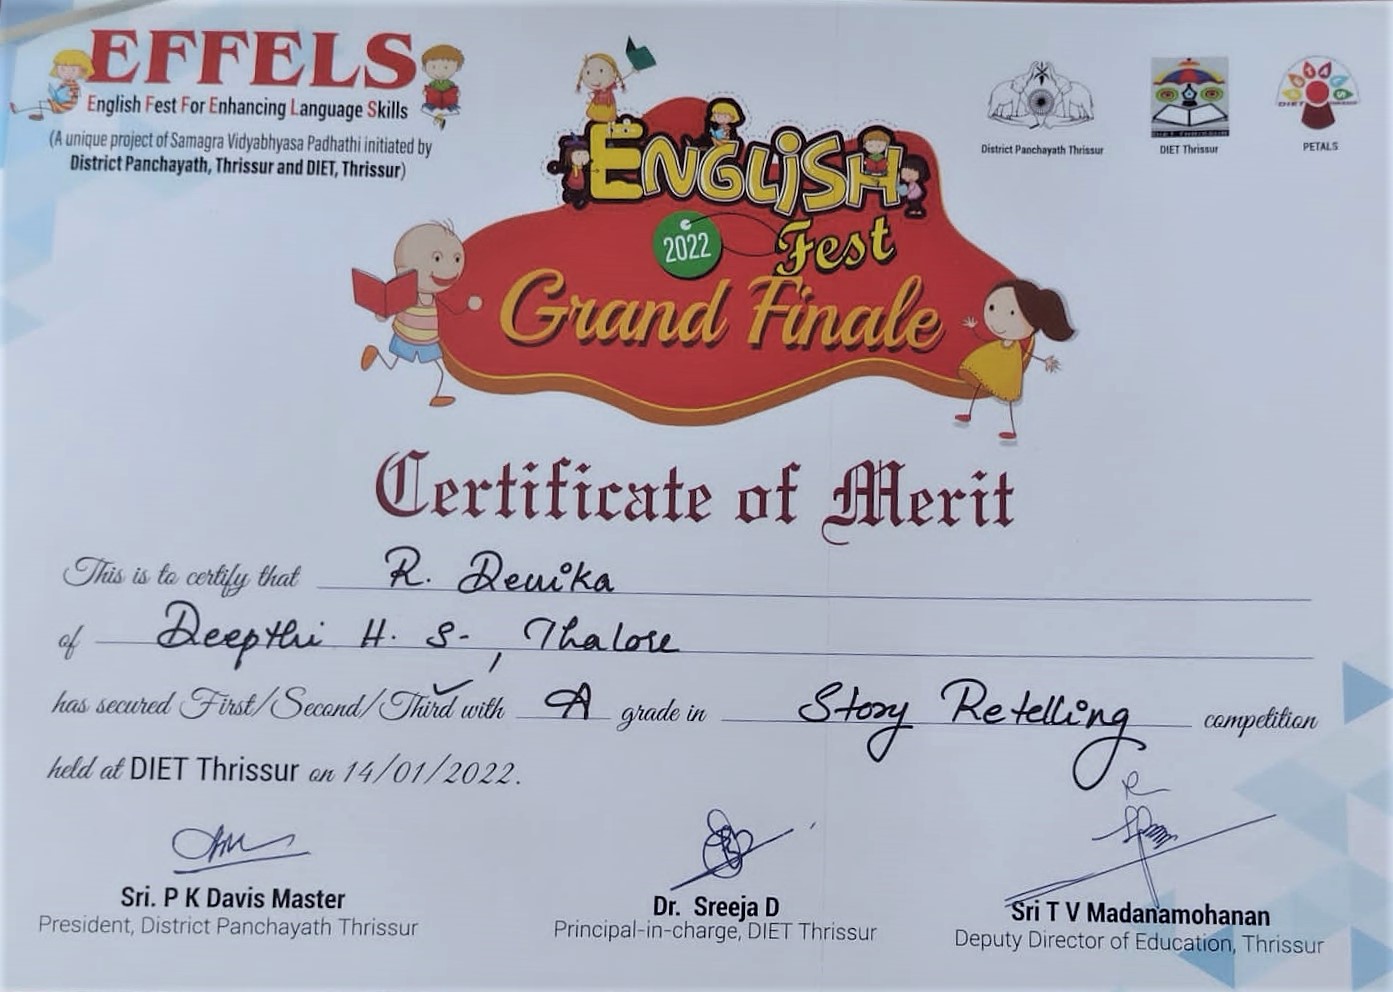 EFFELS
English Fest For Enhancing Language Skills
(A unique project of Samagra Vidyabhyasa Padhathi initiated by
District Panchayath, Thrissur and DIET, Thrissur)
ENGLISH
2022
Fest
Grand Finale
District Panchayath Thrissur
DIET THRISSUR
DIET Thrissur
PETALS
Certificate of Merit
This is to certify that R. Devika
of Deepthi H. S., Thalore
has secured First/Second/Third with A grade in Story Retelling competition
held at DIET Thrissur on 14/01/2022.
Sri. P K Davis Master
President, District Panchayath Thrissur
Dr. Sreeja D
Principal-in-charge, DIET Thrissur
Sri T V Madanamohanan
Deputy Director of Education, Thrissur